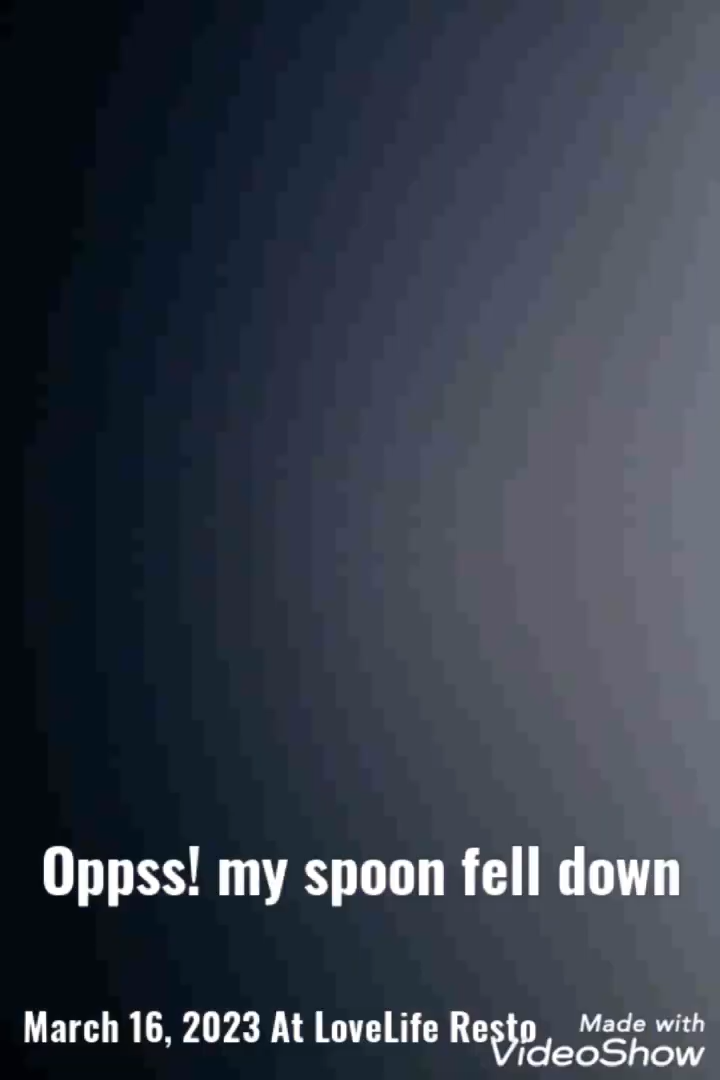 Oppss! my spoon fell down
March 16, 2023 At LoveLife Resto
Made with
VideoShow